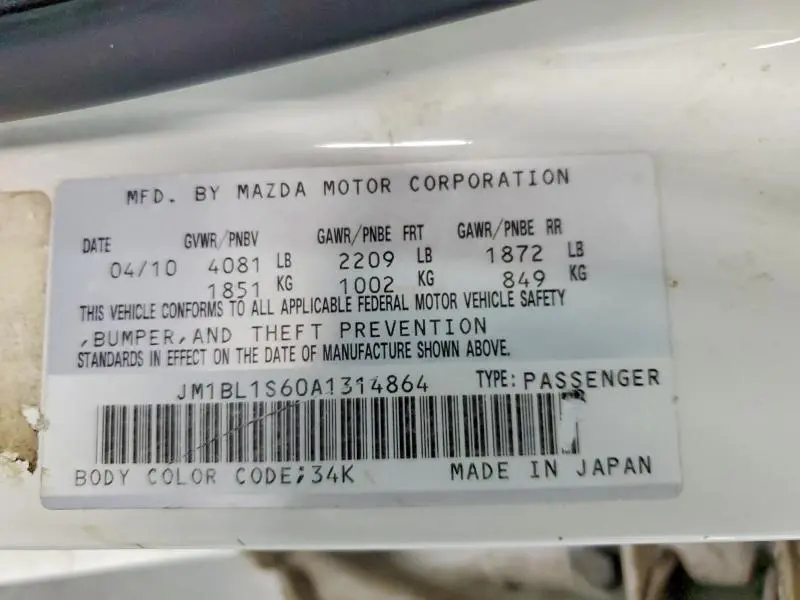 MFD. BY MAZDA MOTOR CORPORATION
DATE GVWR/PNBV GAWR/PNBE FRT GAWR/PNBE RR
04/10 4081 LB 2209 LB 1872 LB
1851 KG 1002 KG 849 KG
THIS VEHICLE CONFORMS TO ALL APPLICABLE FEDERAL MOTOR VEHICLE SAFETY
,BUMPER,AND THEFT PREVENTION
STANDARDS IN EFFECT ON THE DATE OF MANUFACTURE SHOWN ABOVE.
JM1BL1S60A1314864 TYPE: PASSENGER
BODY COLOR CODE;34K MADE IN JAPAN